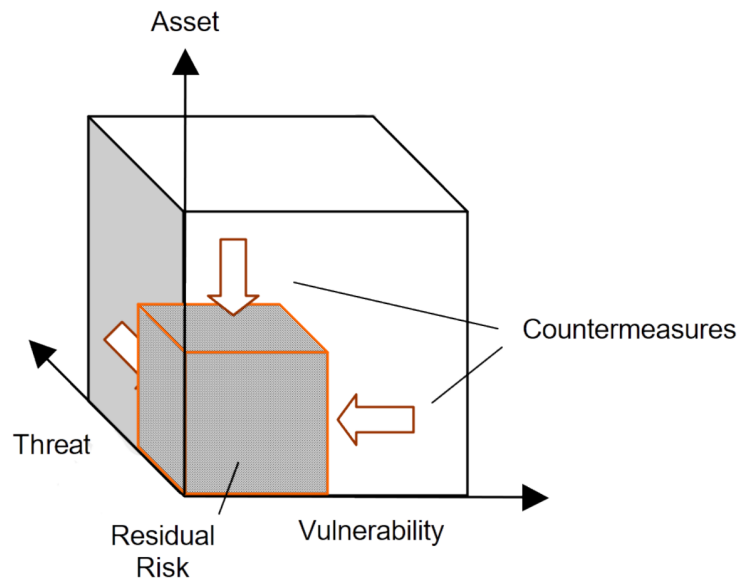 Asset
Countermeasures
Threat
Residual
Risk
Vulnerability